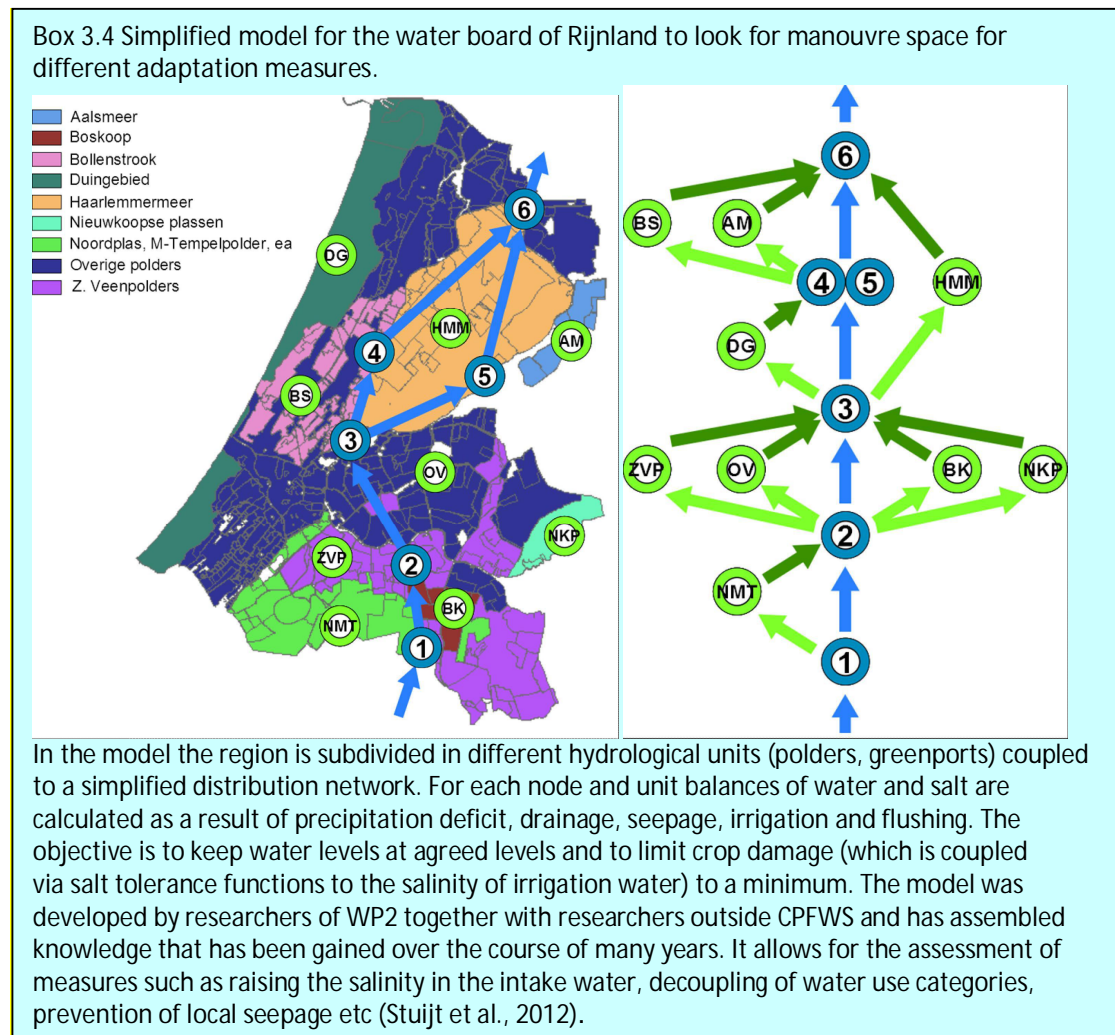 Box 3.4 Simplified model for the water board of Rijnland to look for manouvre space for
different adaptation measures.
Aalsmeer
Boskoop
Bollenstrook
Duingebied
Haarlemmermeer
Nieuwkoopse plassen
Noordplas, M-Tempelpolder, ea
Overige polders
Z. Veenpolders
DG
6
HMM
AM
4
5
BS
3
OV
NKP
ZVP
2
BK
NMT
1
6
BS
AM
4
5
HMM
DG
3
ZVP
OV
BK
NKP
2
NMT
1
In the model the region is subdivided in different hydrological units (polders, greenports) coupled
to a simplified distribution network. For each node and unit balances of water and salt are
calculated as a result of precipitation deficit, drainage, seepage, irrigation and flushing. The
objective is to keep water levels at agreed levels and to limit crop damage (which is coupled
via salt tolerance functions to the salinity of irrigation water) to a minimum. The model was
developed by researchers of WP2 together with researchers outside CPFWS and has assembled
knowledge that has been gained over the course of many years. It allows for the assessment of
measures such as raising the salinity in the intake water, decoupling of water use categories,
prevention of local seepage etc (Stuijt et al., 2012).